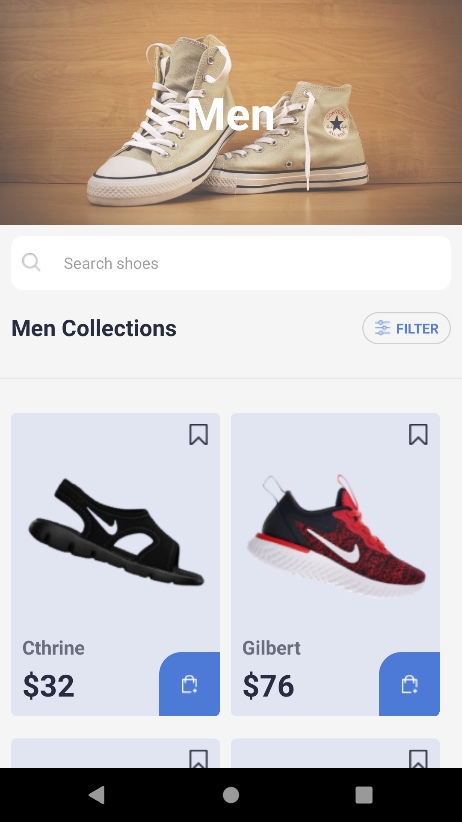 Men
Search shoes
Men Collections
FILTER
Cthrine
$32
Gilbert
$76